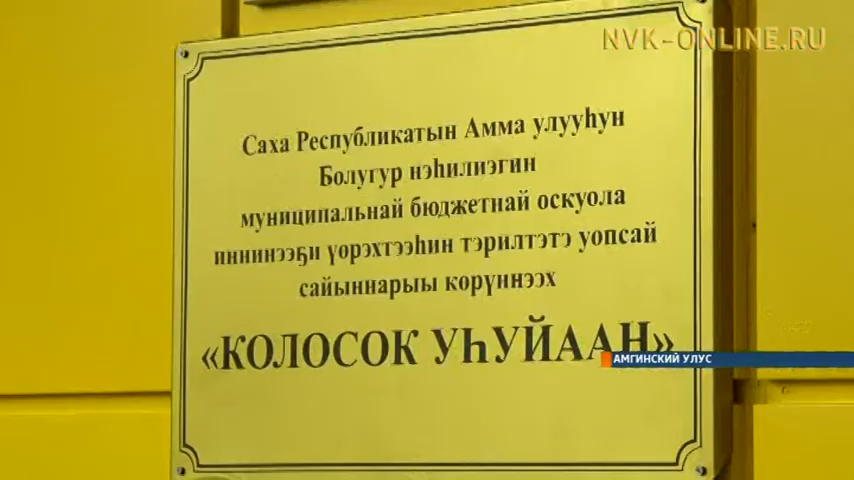 NVK-ONLINE.RU
Саха Республикатын Амма улууһун
Болугур нэһилиэгин
муниципальнай бюджетнай оскуола
иннинээҕи үөрэхтээһин тэрилтэтэ уопсай
сайыннарыы көрүннээх
«КОЛОСОК УҺУЙААН»
АМГИНСКИЙ УЛУС